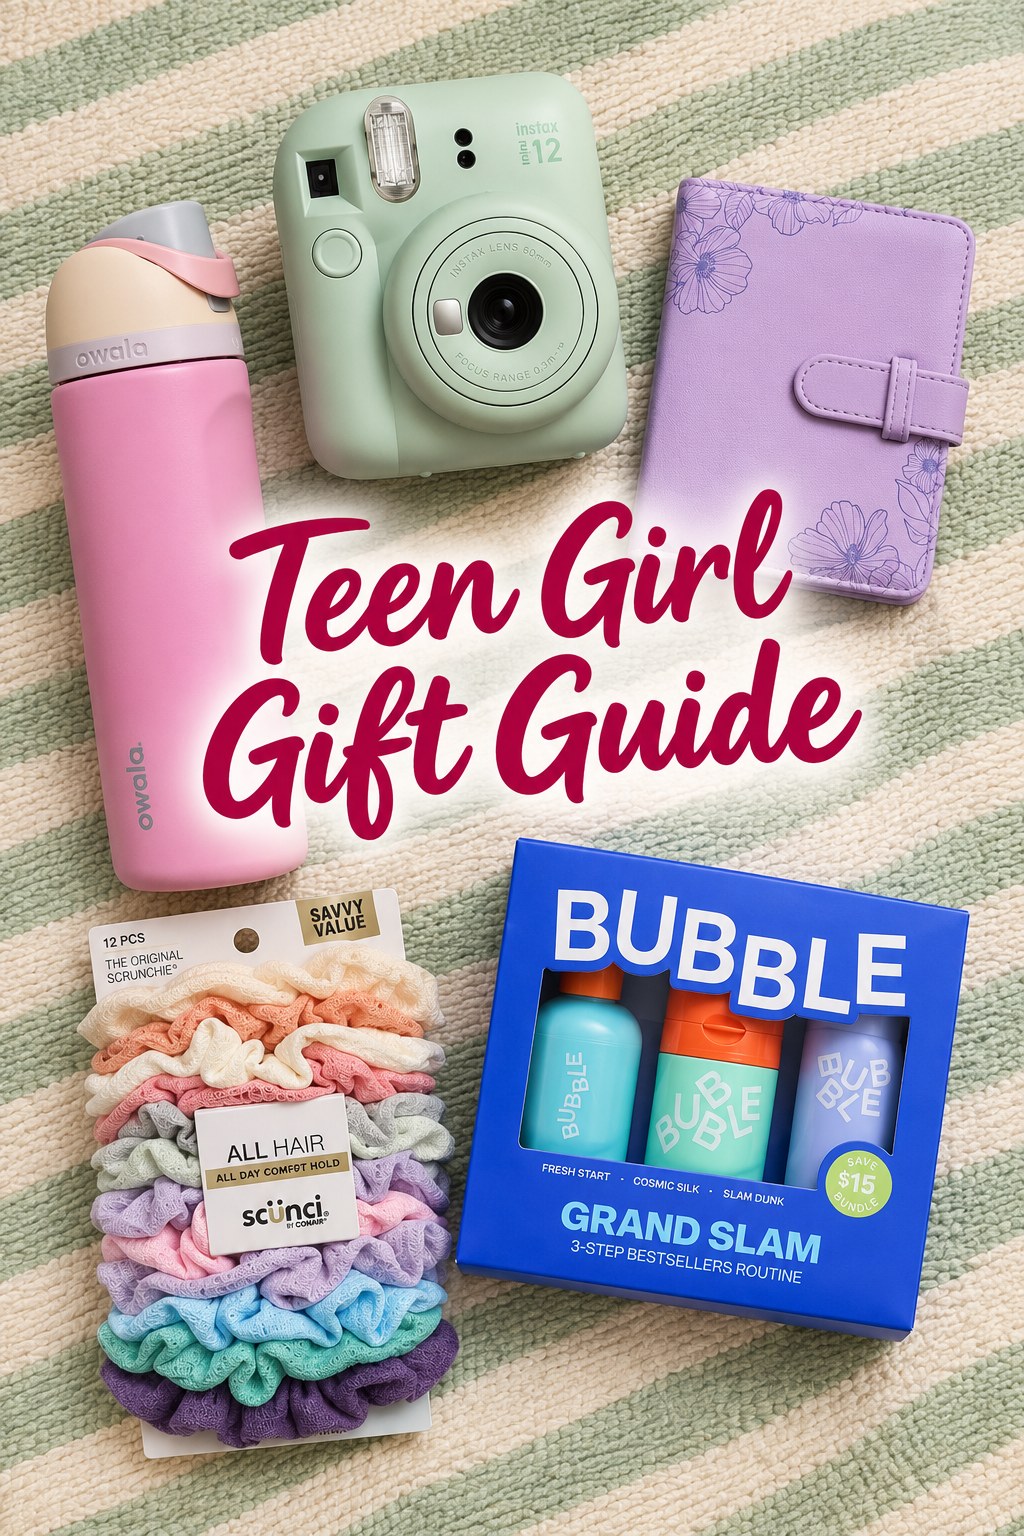 instax
mini 12
INSTAX LENS 60mm
FOCUS RANGE 0.3m-∞
owala
owala.
Teen Girl
Gift Guide
12 PCS
THE ORIGINAL
SCRUNCHIE®
SAVVY
VALUE
ALL HAIR
ALL DAY COMFORT HOLD
scünci®
BY CONAIR®
BUBBLE
BUBBLE
BUBBLE
BUBBLE
FRESH START · COSMIC SILK · SLAM DUNK
SAVE
$15
BUNDLE
GRAND SLAM
3-STEP BESTSELLERS ROUTINE